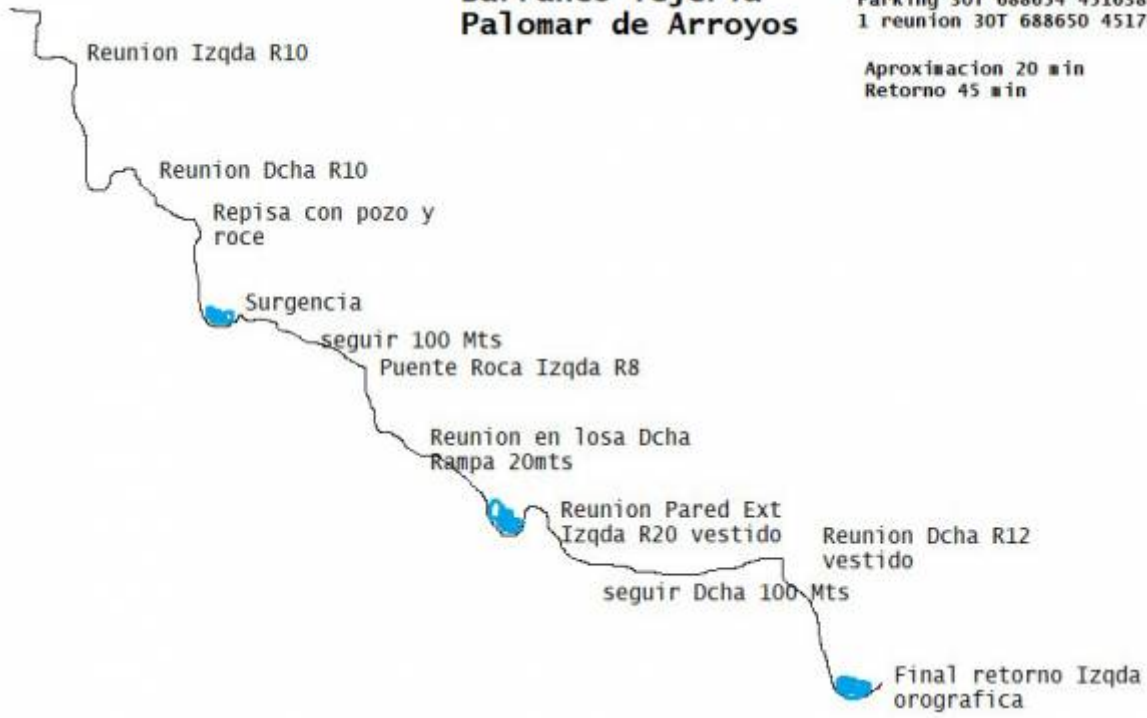 Palomar de Arroyos
1 reunion 30T 688650 4517
Aproximacion 20 min
Retorno 45 min
Reunion Izqda R10
Reunion Dcha R10
Repisa con pozo y
roce
Surgencia
seguir 100 Mts
Puente Roca Izqda R8
Reunion en losa Dcha
Rampa 20mts
Reunion Pared Ext
Izqda R20 vestido
Reunion Dcha R12
vestido
seguir Dcha 100 Mts
Final retorno Izqda
orografica